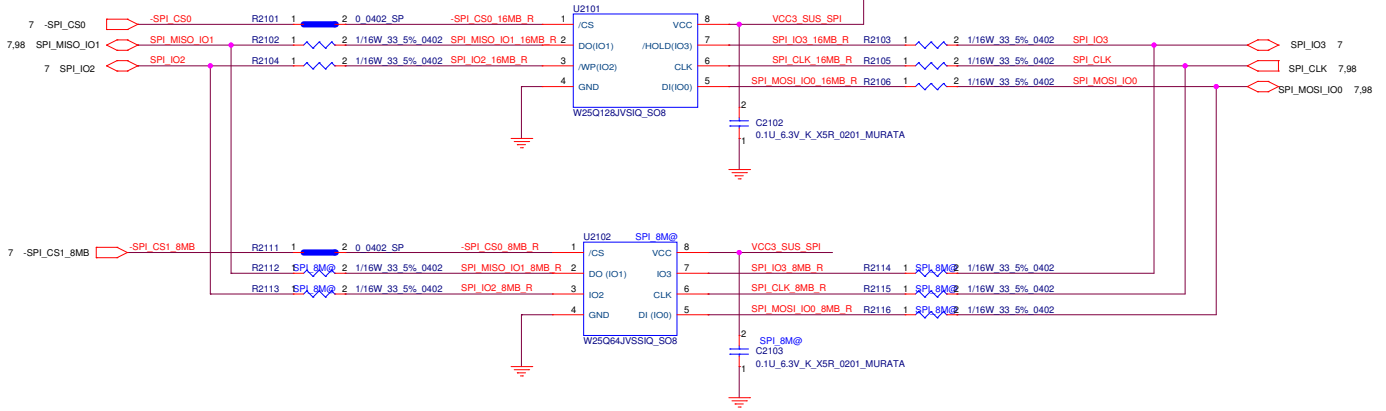 U2101
7 -SPI_CS0 -SPI_CS0 R2101 1 2 0_0402_SP -SPI_CS0_16MB_R 1 /CS VCC 8 VCC3_SUS_SPI
7,98 SPI_MISO_IO1 SPI_MISO_IO1 R2102 1 2 1/16W_33_5%_0402 SPI_MISO_IO1_16MB_R 2 DO(IO1) /HOLD(IO3) 7 SPI_IO3_16MB_R R2103 1 2 1/16W_33_5%_0402 SPI_IO3 SPI_IO3 7
7 SPI_IO2 SPI_IO2 R2104 1 2 1/16W_33_5%_0402 SPI_IO2_16MB_R 3 /WP(IO2) CLK 6 SPI_CLK_16MB_R R2105 1 2 1/16W_33_5%_0402 SPI_CLK SPI_CLK 7,98
4 GND DI(IO0) 5 SPI_MOSI_IO0_16MB_R R2106 1 2 1/16W_33_5%_0402 SPI_MOSI_IO0 SPI_MOSI_IO0 7,98
W25Q128JVSIQ_SO8
2
C2102
1 0.1U_6.3V_K_X5R_0201_MURATA
U2102 SPI_8M@
7 -SPI_CS1_8MB -SPI_CS1_8MB R2111 1 2 0_0402_SP -SPI_CS0_8MB_R 1 /CS VCC 8 VCC3_SUS_SPI
R2112 1 SPI_8M@ 2 1/16W_33_5%_0402 SPI_MISO_IO1_8MB_R 2 DO (IO1) IO3 7 SPI_IO3_8MB_R R2114 1 SPI_8M@ 2 1/16W_33_5%_0402
R2113 1 SPI_8M@ 2 1/16W_33_5%_0402 SPI_IO2_8MB_R 3 IO2 CLK 6 SPI_CLK_8MB_R R2115 1 SPI_8M@ 2 1/16W_33_5%_0402
4 GND DI (IO0) 5 SPI_MOSI_IO0_8MB_R R2116 1 SPI_8M@ 2 1/16W_33_5%_0402
W25Q64JVSSIQ_SO8
2 SPI_8M@
C2103
1 0.1U_6.3V_K_X5R_0201_MURATA